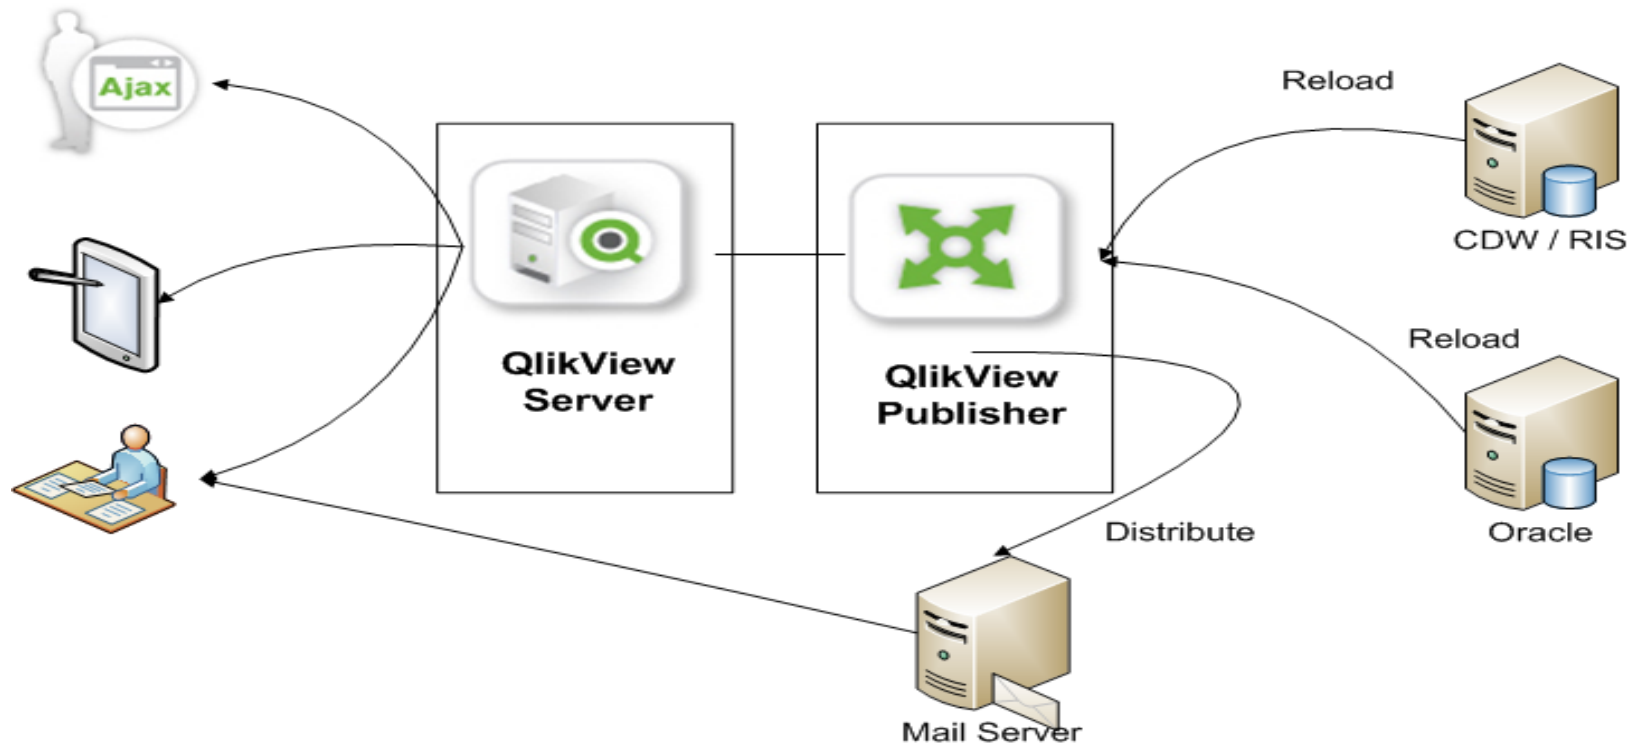 Ajax
Reload
CDW / RIS
QlikView
Server
QlikView
Publisher
Reload
Oracle
Distribute
Mail Server